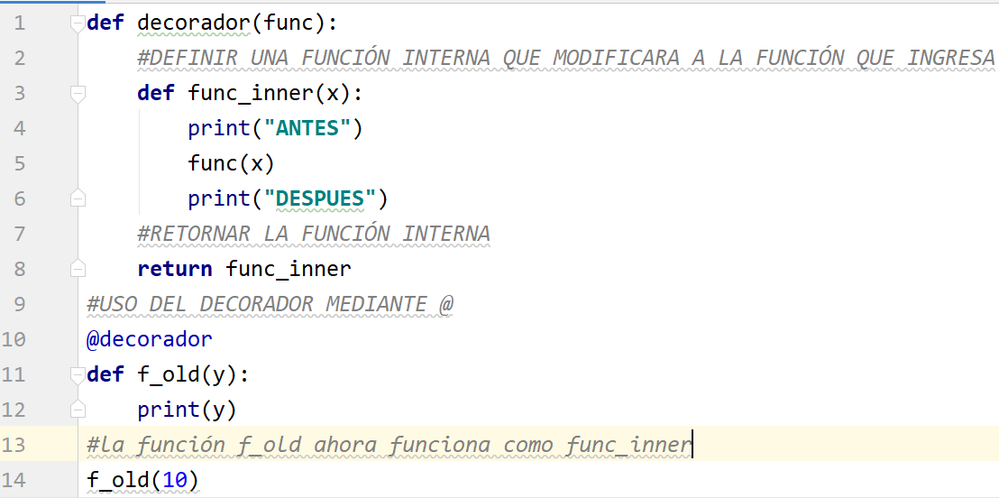 1 def decorador(func):
2 #DEFINIR UNA FUNCIÓN INTERNA QUE MODIFICARA A LA FUNCIÓN QUE INGRESA
3 def func_inner(x):
4 print("ANTES")
5 func(x)
6 print("DESPUES")
7 #RETORNAR LA FUNCIÓN INTERNA
8 return func_inner
9 #USO DEL DECORADOR MEDIANTE @
10 @decorador
11 def f_old(y):
12 print(y)
13 #la función f_old ahora funciona como func_inner
14 f_old(10)